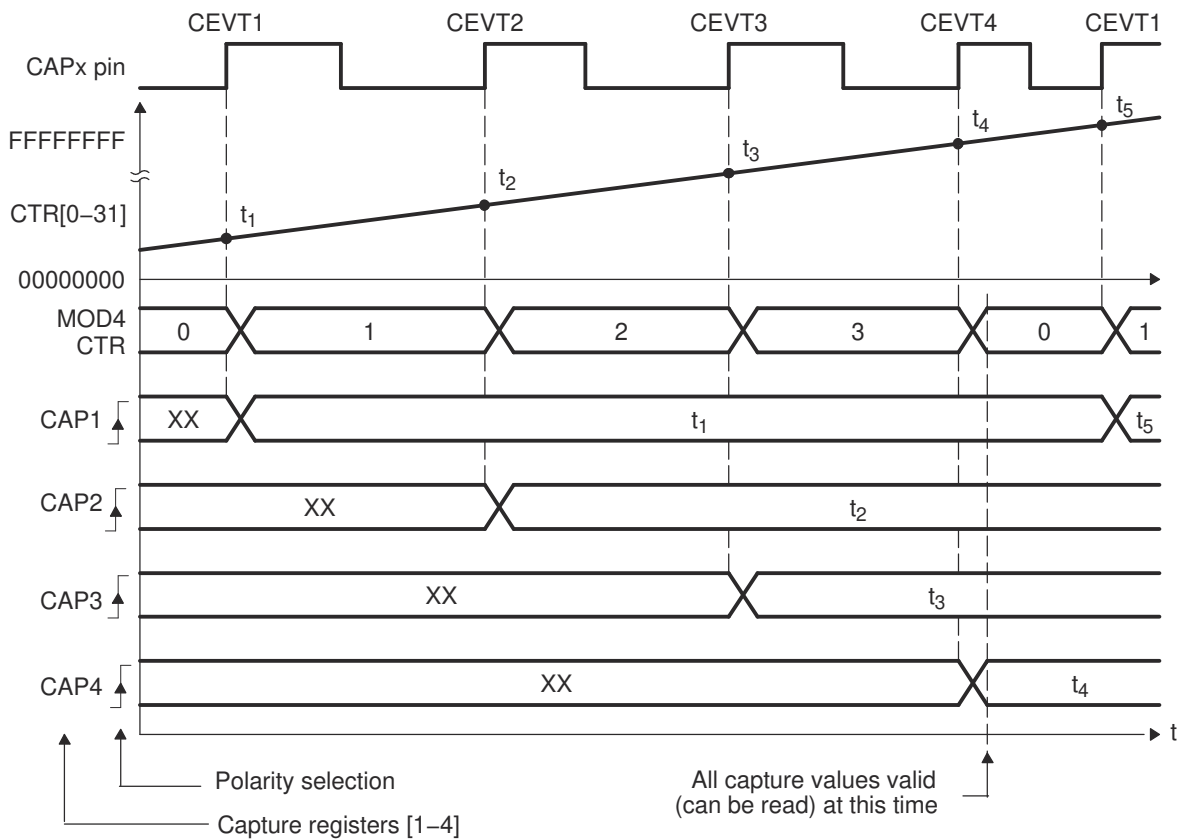 CEVT1 CEVT2 CEVT3 CEVT4 CEVT1
CAPx pin
t5
t4
FFFFFFFF
t3
t2
CTR[0–31]
t1
00000000
MOD4
CTR
0 1 2 3 0 1
CAP1 XX t1 t5
CAP2 XX t2
CAP3 XX t3
CAP4 XX t4
t
Polarity selection
All capture values valid
(can be read) at this time
Capture registers [1–4]